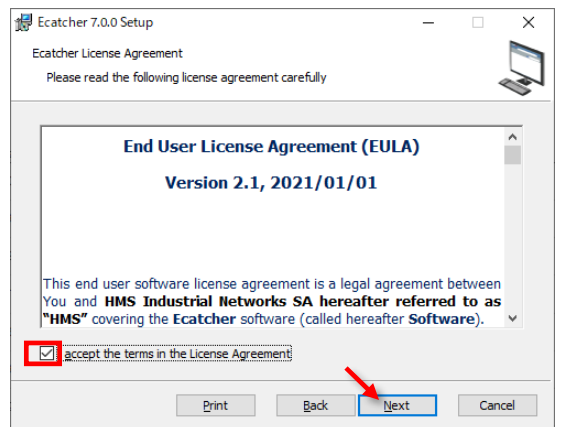 Ecatcher 7.0.0 Setup
Ecatcher License Agreement
Please read the following license agreement carefully
End User License Agreement (EULA)
Version 2.1, 2021/01/01
This end user software license agreement is a legal agreement between
You and HMS Industrial Networks SA hereafter referred to as
"HMS" covering the Ecatcher software (called hereafter Software).
accept the terms in the License Agreement
Print
Back
Next
Cancel